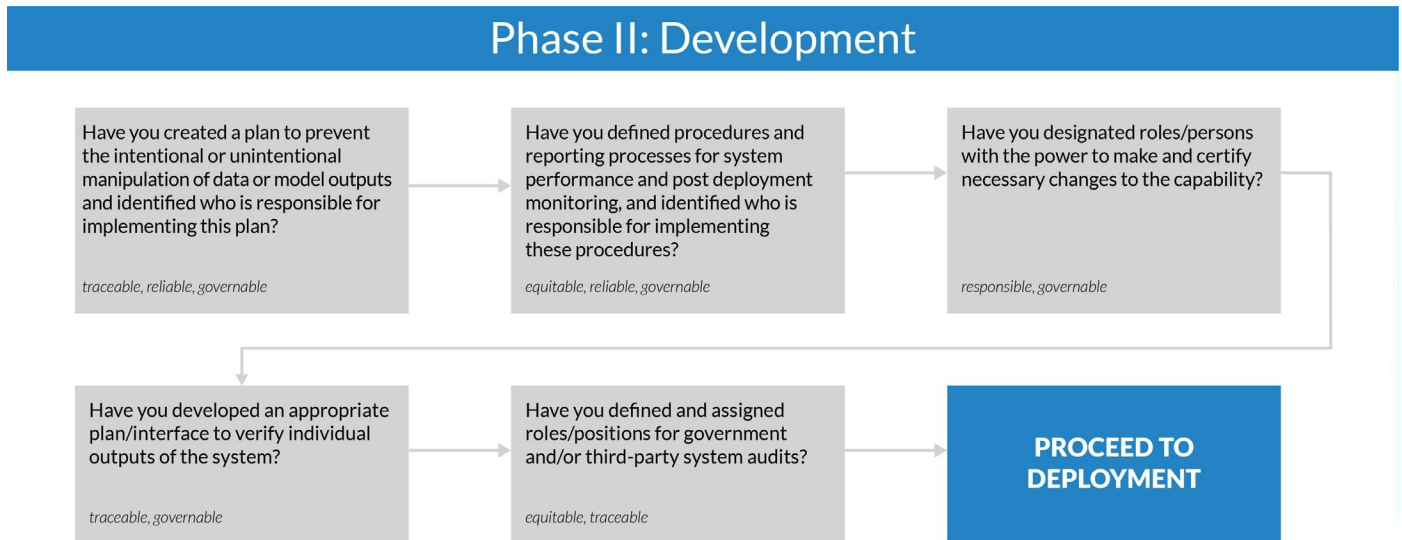 Phase II: Development
Have you created a plan to prevent
the intentional or unintentional
manipulation of data or model outputs
and identified who is responsible for
implementing this plan?
traceable, reliable, governable
Have you defined procedures and
reporting processes for system
performance and post deployment
monitoring, and identified who is
responsible for implementing
these procedures?
equitable, reliable, governable
Have you designated roles/persons
with the power to make and certify
necessary changes to the capability?
responsible, governable
Have you developed an appropriate
plan/interface to verify individual
outputs of the system?
traceable, governable
Have you defined and assigned
roles/positions for government
and/or third-party system audits?
equitable, traceable
PROCEED TO
DEPLOYMENT